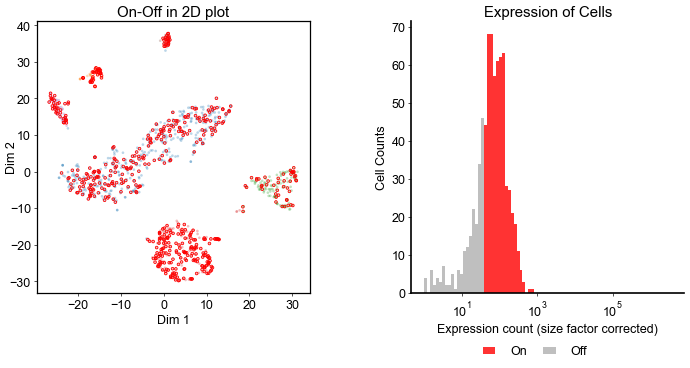 On-Off in 2D plot
Expression of Cells
40
30
20
10
0
−10
−20
−30
Dim 2
−20 −10 0 10 20 30
Dim 1
70
60
50
40
30
20
10
0
Cell Counts
10^1 10^3 10^5
Expression count (size factor corrected)
On Off